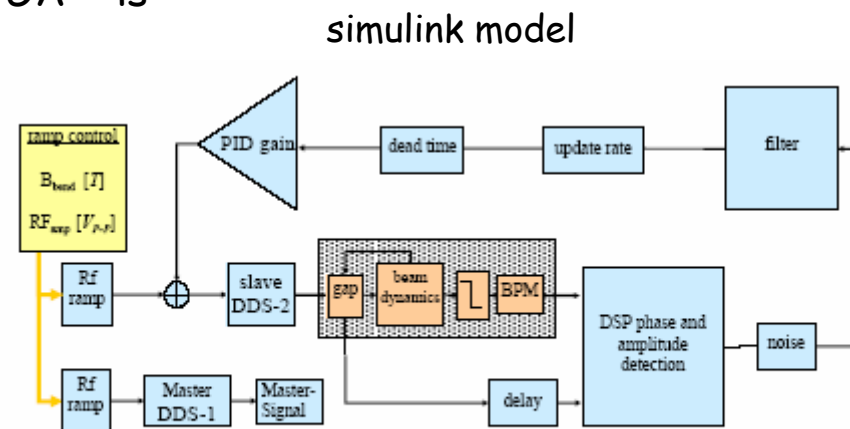 simulink model
ramp control
B_bend [T]
RF_amp [V_P-P]
PID gain
dead time
update rate
filter
Rf
ramp
slave
DDS-2
gap
beam
dynamics
BPM
DSP phase and
amplitude
detection
noise
Rf
ramp
Master
DDS-1
Master-
Signal
delay